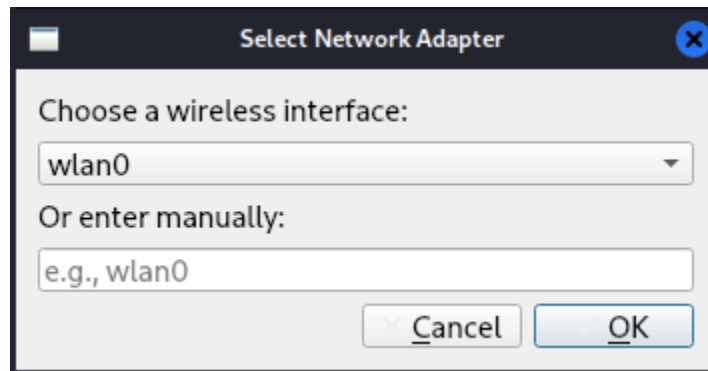 Select Network Adapter
Choose a wireless interface:
wlan0
Or enter manually:
e.g., wlan0
Cancel OK